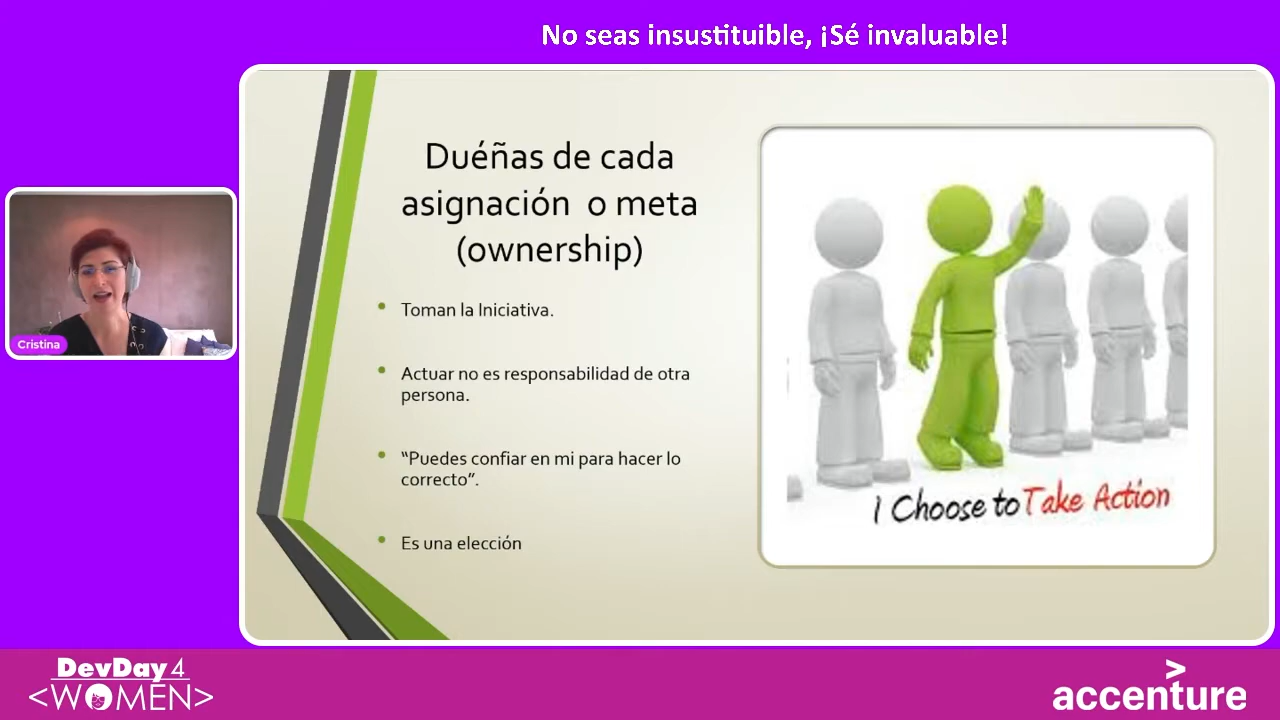 No seas insustituible, ¡Sé invaluable!
Duéñas de cada
asignación o meta
(ownership)
• Toman la Iniciativa.
• Actuar no es responsabilidad de otra
persona.
• “Puedes confiar en mi para hacer lo
correcto”.
• Es una elección
I Choose to Take Action
Cristina
DevDay 4
<WOMEN>
accenture